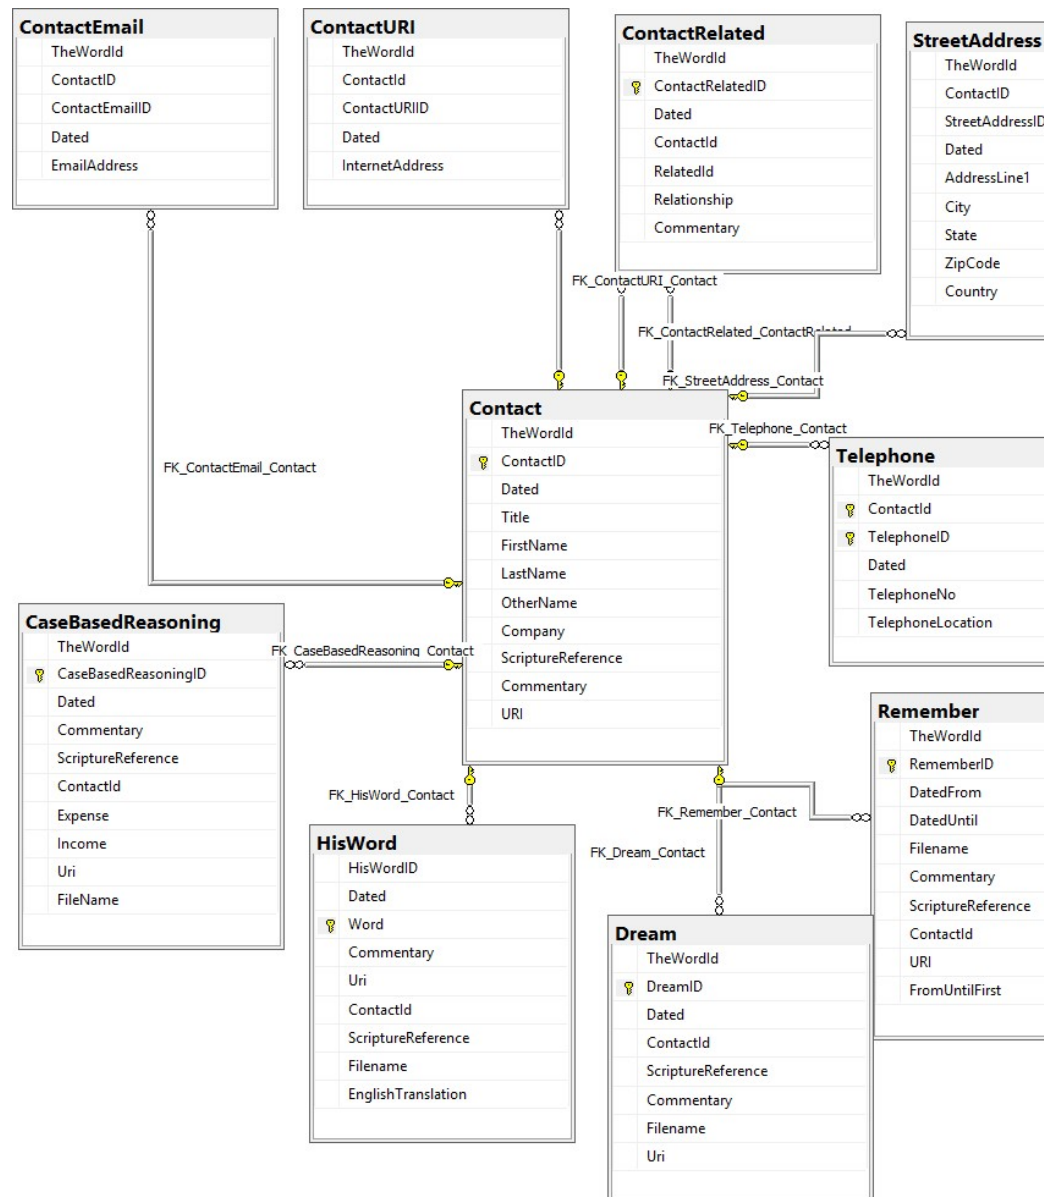 ContactEmail
TheWordId
ContactID
ContactEmailID
Dated
EmailAddress
ContactURI
TheWordId
ContactId
ContactURIID
Dated
InternetAddress
ContactRelated
TheWordId
ContactRelatedID
Dated
ContactId
RelatedId
Relationship
Commentary
StreetAddress
TheWordId
ContactID
StreetAddressID
Dated
AddressLine1
City
State
ZipCode
Country
FK_ContactURI_Contact
FK_ContactRelated_ContactRelated
FK_StreetAddress_Contact
FK_Telephone_Contact
FK_ContactEmail_Contact
Contact
TheWordId
ContactID
Dated
Title
FirstName
LastName
OtherName
Company
ScriptureReference
Commentary
URI
Telephone
TheWordId
ContactId
TelephoneID
Dated
TelephoneNo
TelephoneLocation
CaseBasedReasoning
TheWordId
CaseBasedReasoningID
Dated
Commentary
ScriptureReference
ContactId
Expense
Income
Uri
FileName
FK_CaseBasedReasoning_Contact
FK_HisWord_Contact
FK_Remember_Contact
FK_Dream_Contact
Remember
TheWordId
RememberID
DatedFrom
DatedUntil
Filename
Commentary
ScriptureReference
ContactId
URI
FromUntilFirst
HisWord
HisWordID
Dated
Word
Commentary
Uri
ContactId
ScriptureReference
Filename
EnglishTranslation
Dream
TheWordId
DreamID
Dated
ContactId
ScriptureReference
Commentary
Filename
Uri